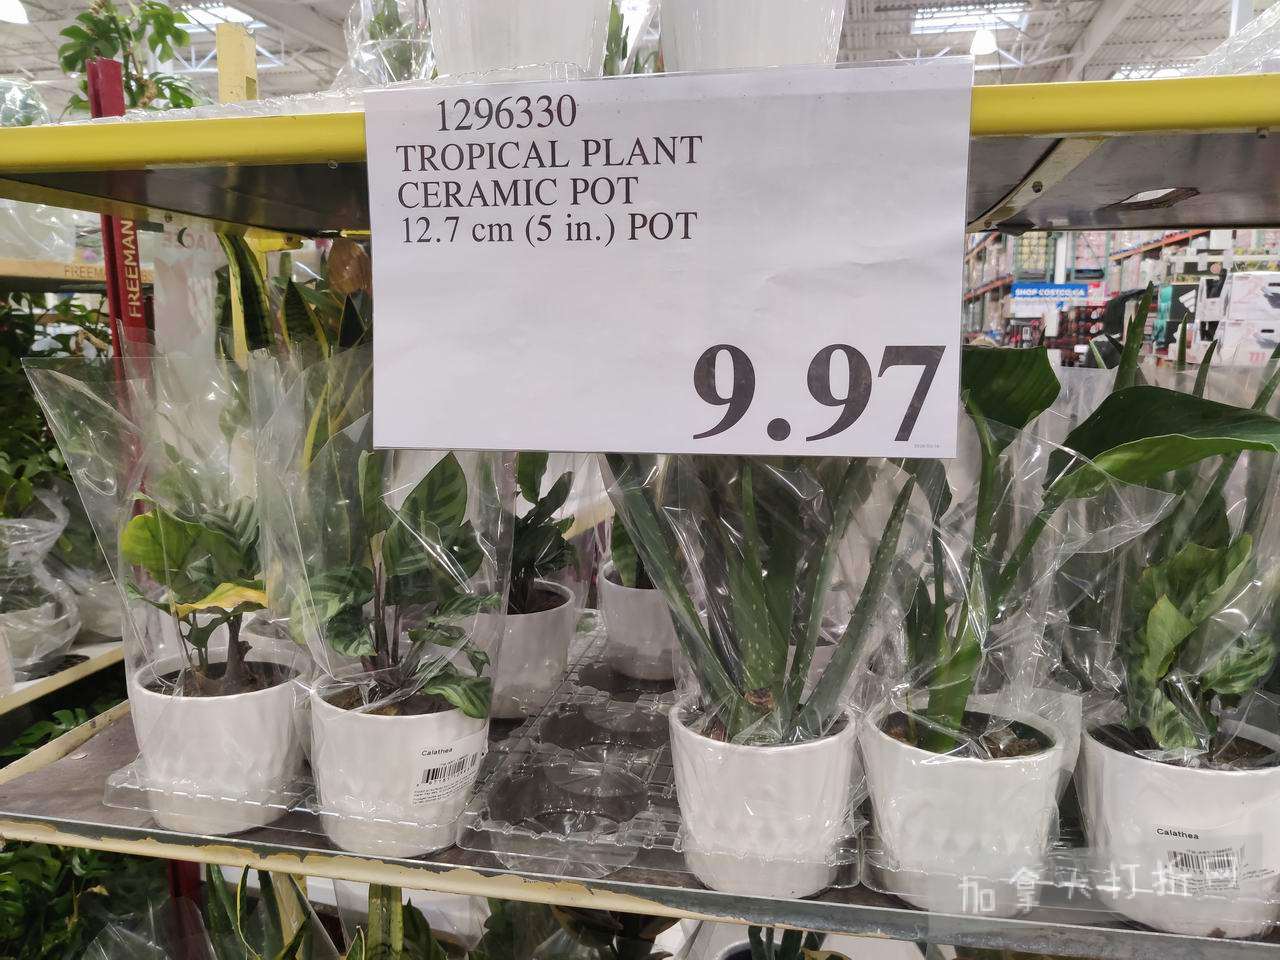 1296330
TROPICAL PLANT
CERAMIC POT
12.7 cm (5 in.) POT
9.97
FREEMAN
SHOP COSTCO.CA
Calathea
Calathea
加拿大打折网